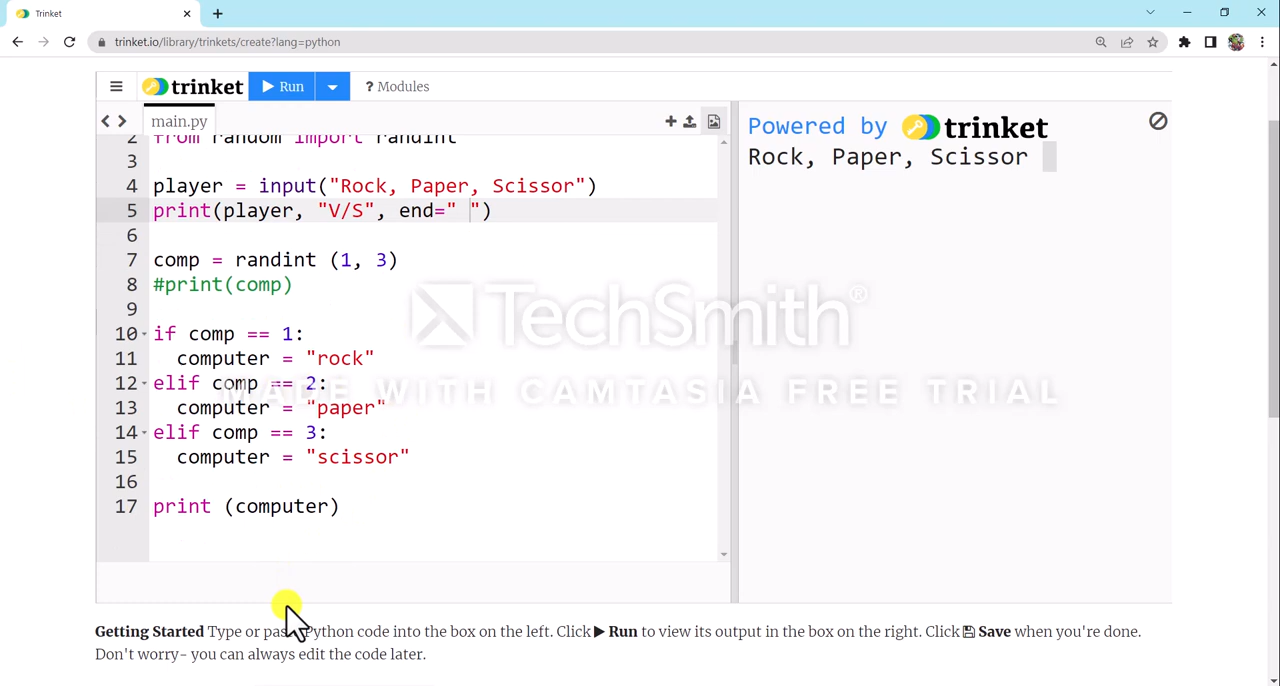 Trinket
trinket.io/library/trinkets/create?lang=python
trinket Run ? Modules
main.py
2 from random import randint
3
4 player = input("Rock, Paper, Scissor")
5 print(player, "V/S", end=" ")
6
7 comp = randint (1, 3)
8 #print(comp)
9
10 if comp == 1:
11 computer = "rock"
12 elif comp == 2:
13 computer = "paper"
14 elif comp == 3:
15 computer = "scissor"
16
17 print (computer)
Powered by trinket
Rock, Paper, Scissor
TechSmith®
MADE WITH CAMTASIA FREE TRIAL
Getting Started Type or paste Python code into the box on the left. Click Run to view its output in the box on the right. Click Save when you're done.
Don't worry- you can always edit the code later.